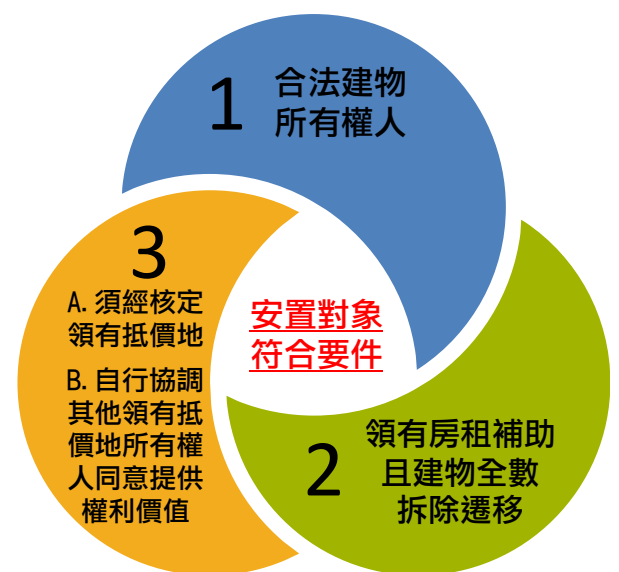 1
合法建物
所有權人
安置對象
符合要件
2
領有房租補助
且建物全數
拆除遷移
3
A. 須經核定
領有抵價地
B. 自行協調
其他領有抵
價地所有權
人同意提供
權利價值